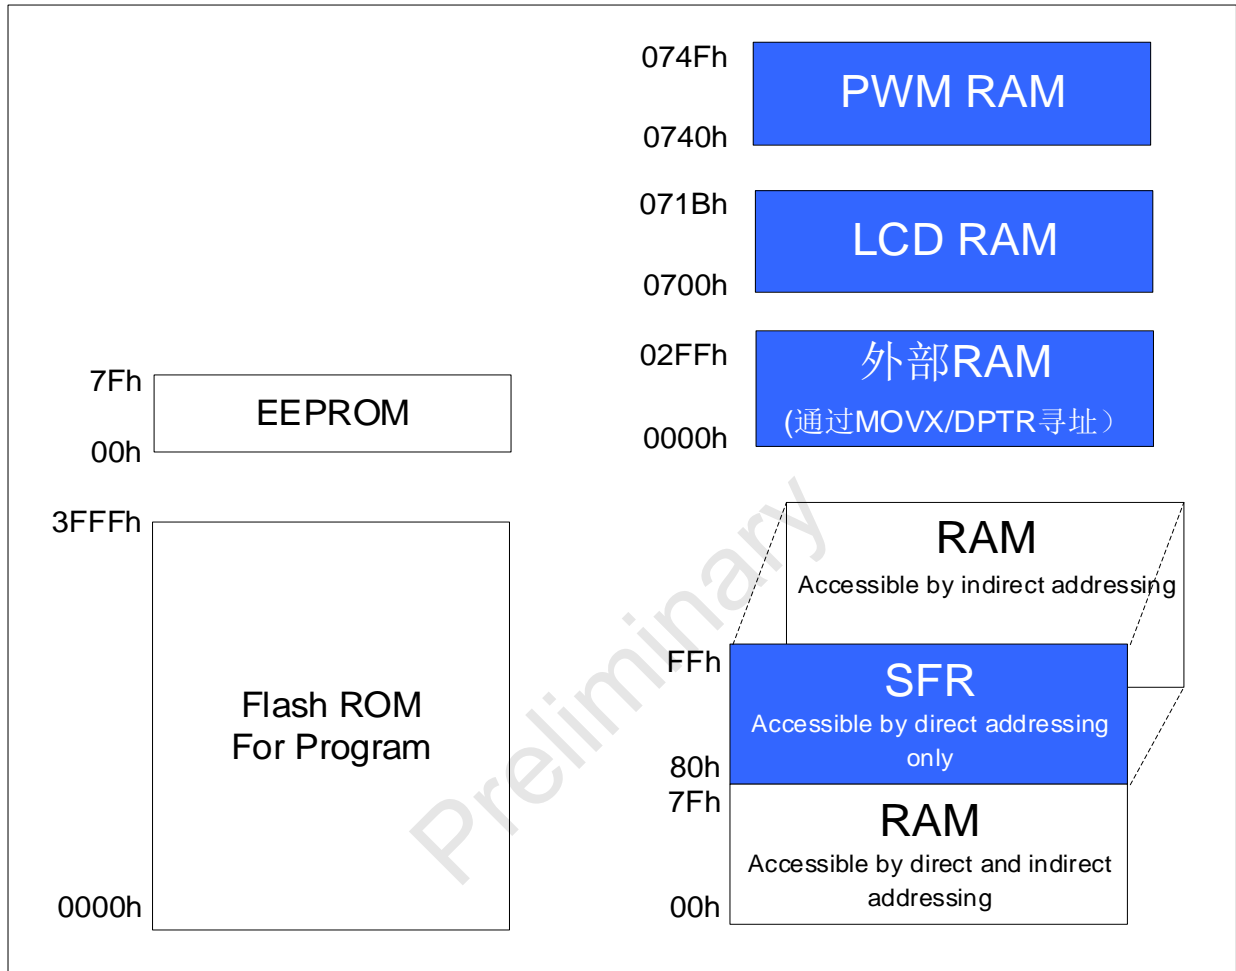 074Fh
PWM RAM
0740h
071Bh
LCD RAM
0700h
02FFh
外部RAM
(通过MOVX/DPTR寻址）
0000h
7Fh
EEPROM
00h
3FFFh
Flash ROM
For Program
0000h
RAM
Accessible by indirect addressing
FFh
SFR
Accessible by direct addressing
only
80h
7Fh
RAM
Accessible by direct and indirect
addressing
00h
Preliminary